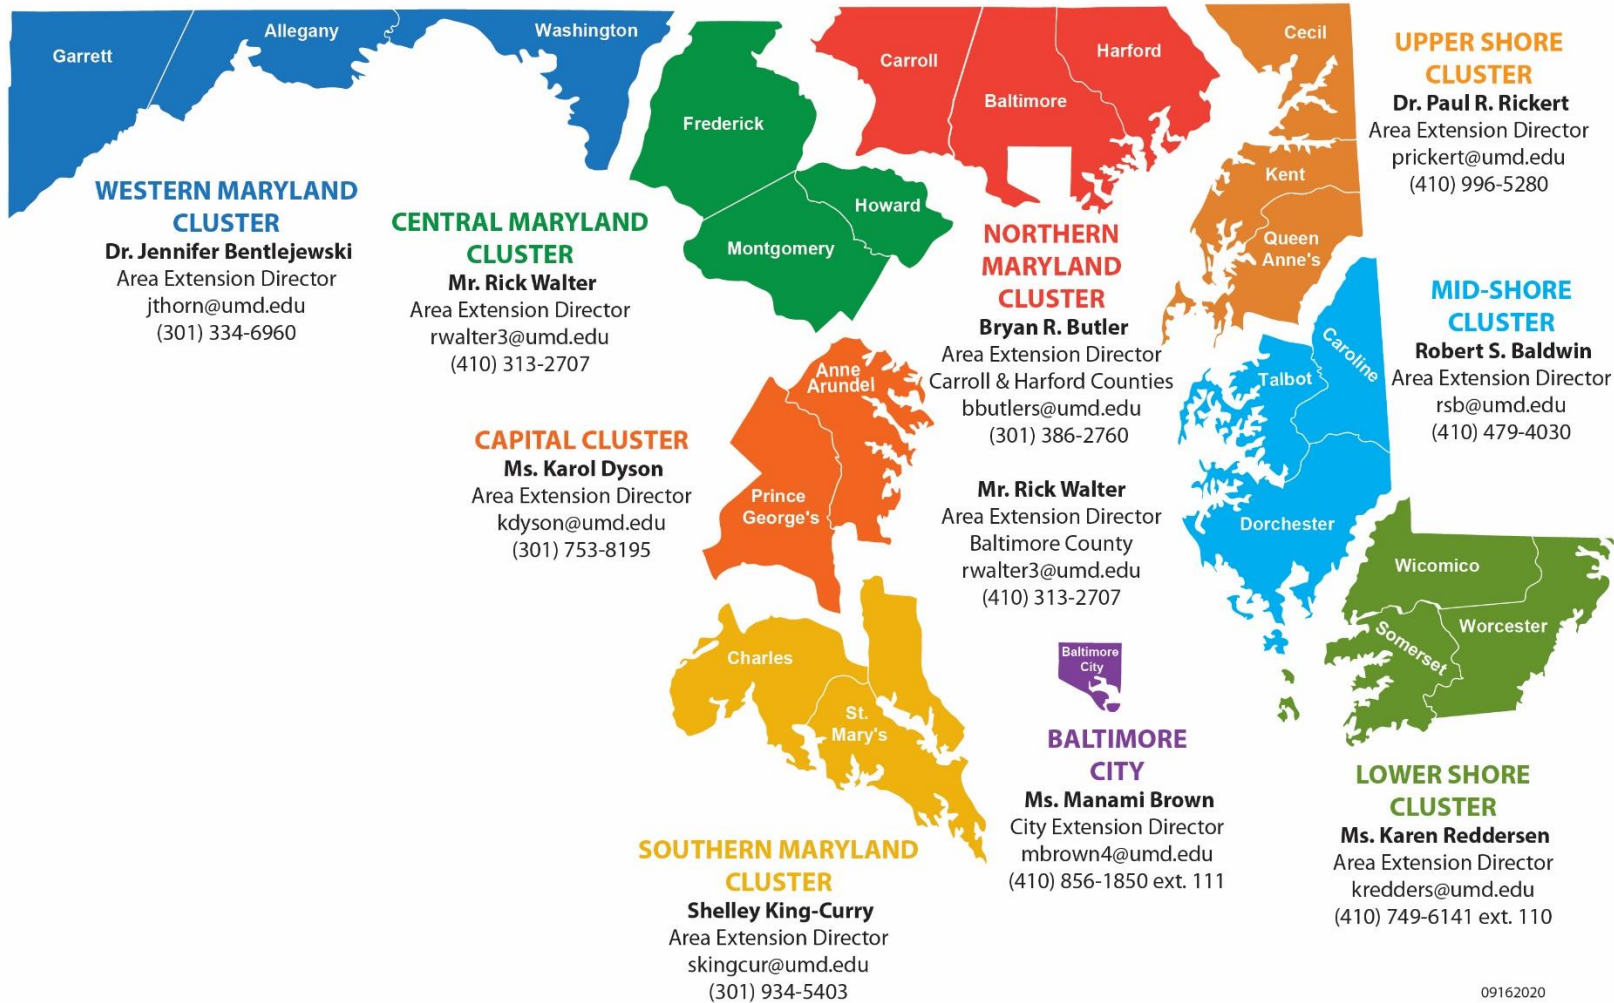 Garrett
Allegany
Washington
WESTERN MARYLAND
CLUSTER
Dr. Jennifer Bentlejewski
Area Extension Director
jthorn@umd.edu
(301) 334-6960
Frederick
Howard
Montgomery
CENTRAL MARYLAND
CLUSTER
Mr. Rick Walter
Area Extension Director
rwalter3@umd.edu
(410) 313-2707
Carroll
Baltimore
Harford
NORTHERN
MARYLAND
CLUSTER
Bryan R. Butler
Area Extension Director
Carroll & Harford Counties
bbutlers@umd.edu
(301) 386-2760
Mr. Rick Walter
Area Extension Director
Baltimore County
rwalter3@umd.edu
(410) 313-2707
Cecil
Kent
Queen
Anne's
UPPER SHORE
CLUSTER
Dr. Paul R. Rickert
Area Extension Director
prickert@umd.edu
(410) 996-5280
Caroline
Talbot
Dorchester
MID-SHORE
CLUSTER
Robert S. Baldwin
Area Extension Director
rsb@umd.edu
(410) 479-4030
Anne
Arundel
Prince
George's
CAPITAL CLUSTER
Ms. Karol Dyson
Area Extension Director
kdyson@umd.edu
(301) 753-8195
Charles
St.
Mary's
SOUTHERN MARYLAND
CLUSTER
Shelley King-Curry
Area Extension Director
skingcur@umd.edu
(301) 934-5403
Baltimore
City
BALTIMORE
CITY
Ms. Manami Brown
City Extension Director
mbrown4@umd.edu
(410) 856-1850 ext. 111
Wicomico
Somerset
Worcester
LOWER SHORE
CLUSTER
Ms. Karen Reddersen
Area Extension Director
kredders@umd.edu
(410) 749-6141 ext. 110
09162020